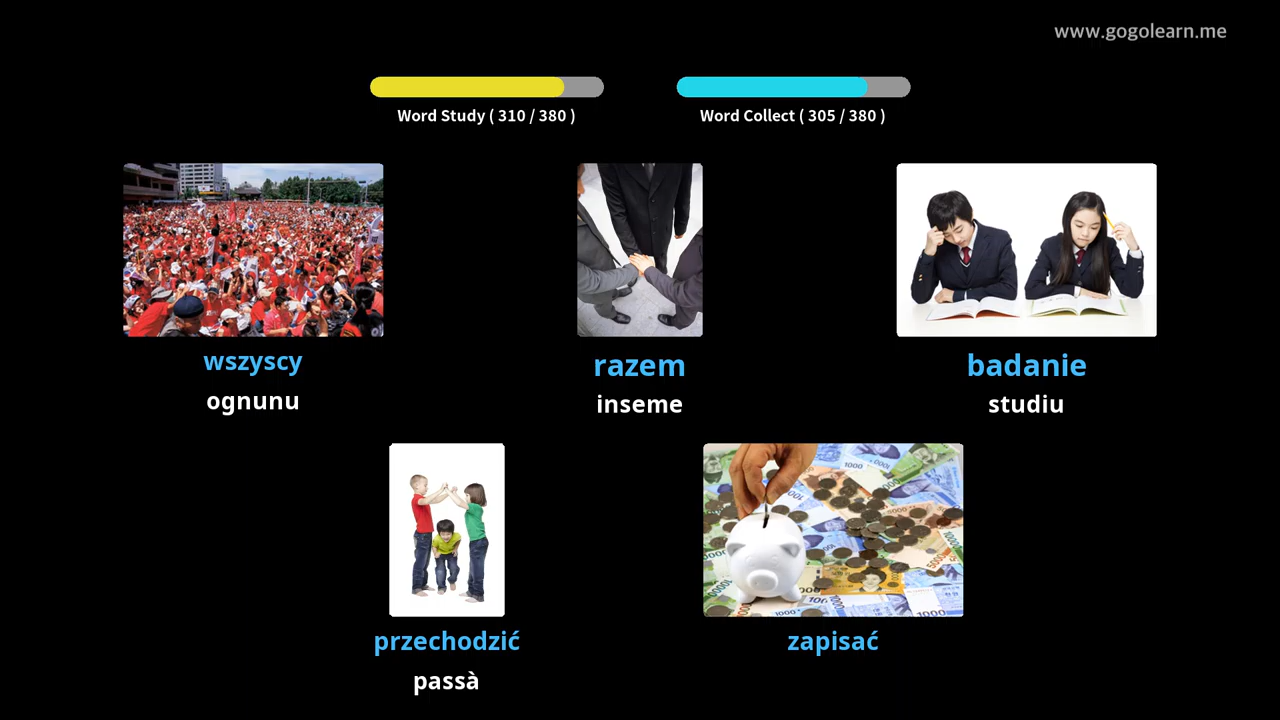 www.gogolearn.me
Word Study ( 310 / 380 )
Word Collect ( 305 / 380 )
wszyscy
ognunu
razem
inseme
badanie
studiu
przechodzić
passà
zapisać